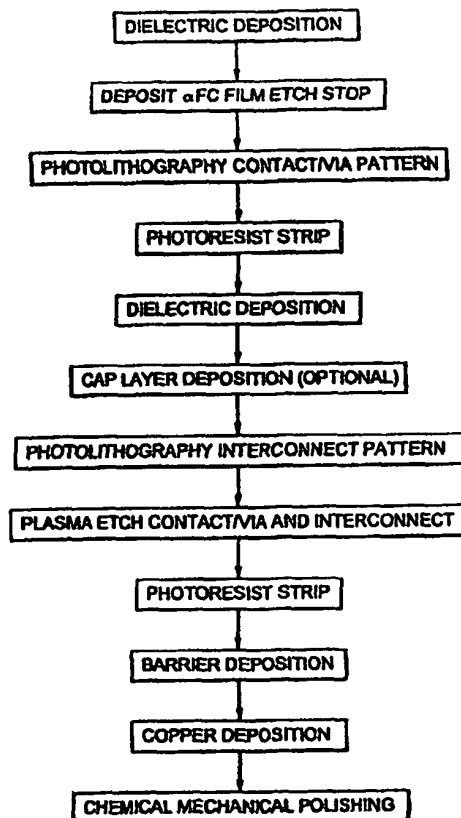 DIELECTRIC DEPOSITION
DEPOSIT αFC FILM ETCH STOP
PHOTOLITHOGRAPHY CONTACT/VIA PATTERN
PHOTORESIST STRIP
DIELECTRIC DEPOSITION
CAP LAYER DEPOSITION (OPTIONAL)
PHOTOLITHOGRAPHY INTERCONNECT PATTERN
PLASMA ETCH CONTACT/VIA AND INTERCONNECT
PHOTORESIST STRIP
BARRIER DEPOSITION
COPPER DEPOSITION
CHEMICAL MECHANICAL POLISHING